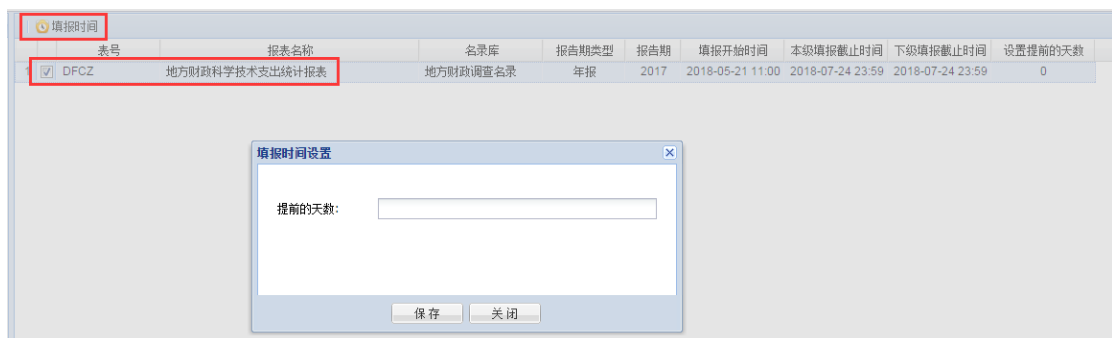 填报时间
表号 报表名称 名录库 报告期类型 报告期 填报开始时间 本级填报截止时间 下级填报截止时间 设置提前的天数
1 DFCZ 地方财政科学技术支出统计报表 地方财政调查名录 年报 2017 2018-05-21 11:00 2018-07-24 23:59 2018-07-24 23:59 0
填报时间设置
提前的天数:
保存 关闭